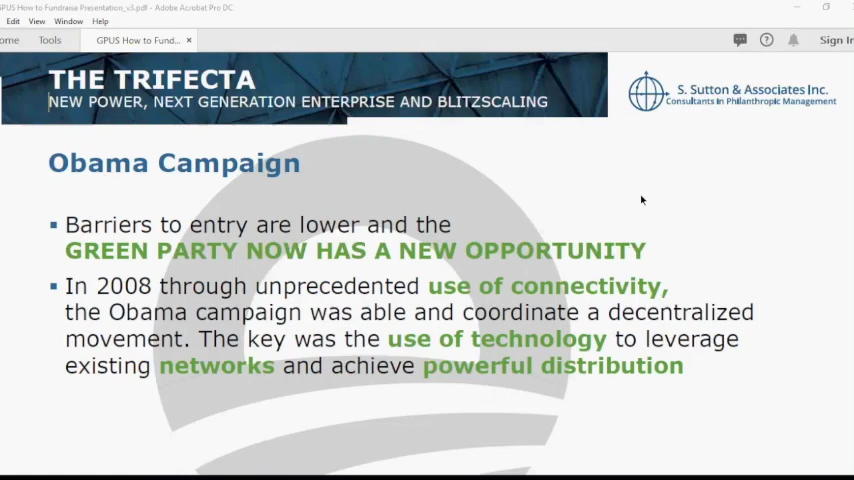 GPUS How to Fundraise Presentation_v3.pdf - Adobe Acrobat Pro DC
Edit View Window Help
ome Tools GPUS How to Fund... × Sign In
THE TRIFECTA
NEW POWER, NEXT GENERATION ENTERPRISE AND BLITZSCALING
S. Sutton & Associates Inc.
Consultants in Philanthropic Management
Obama Campaign
▪ Barriers to entry are lower and the
GREEN PARTY NOW HAS A NEW OPPORTUNITY
▪ In 2008 through unprecedented use of connectivity,
the Obama campaign was able and coordinate a decentralized
movement. The key was the use of technology to leverage
existing networks and achieve powerful distribution